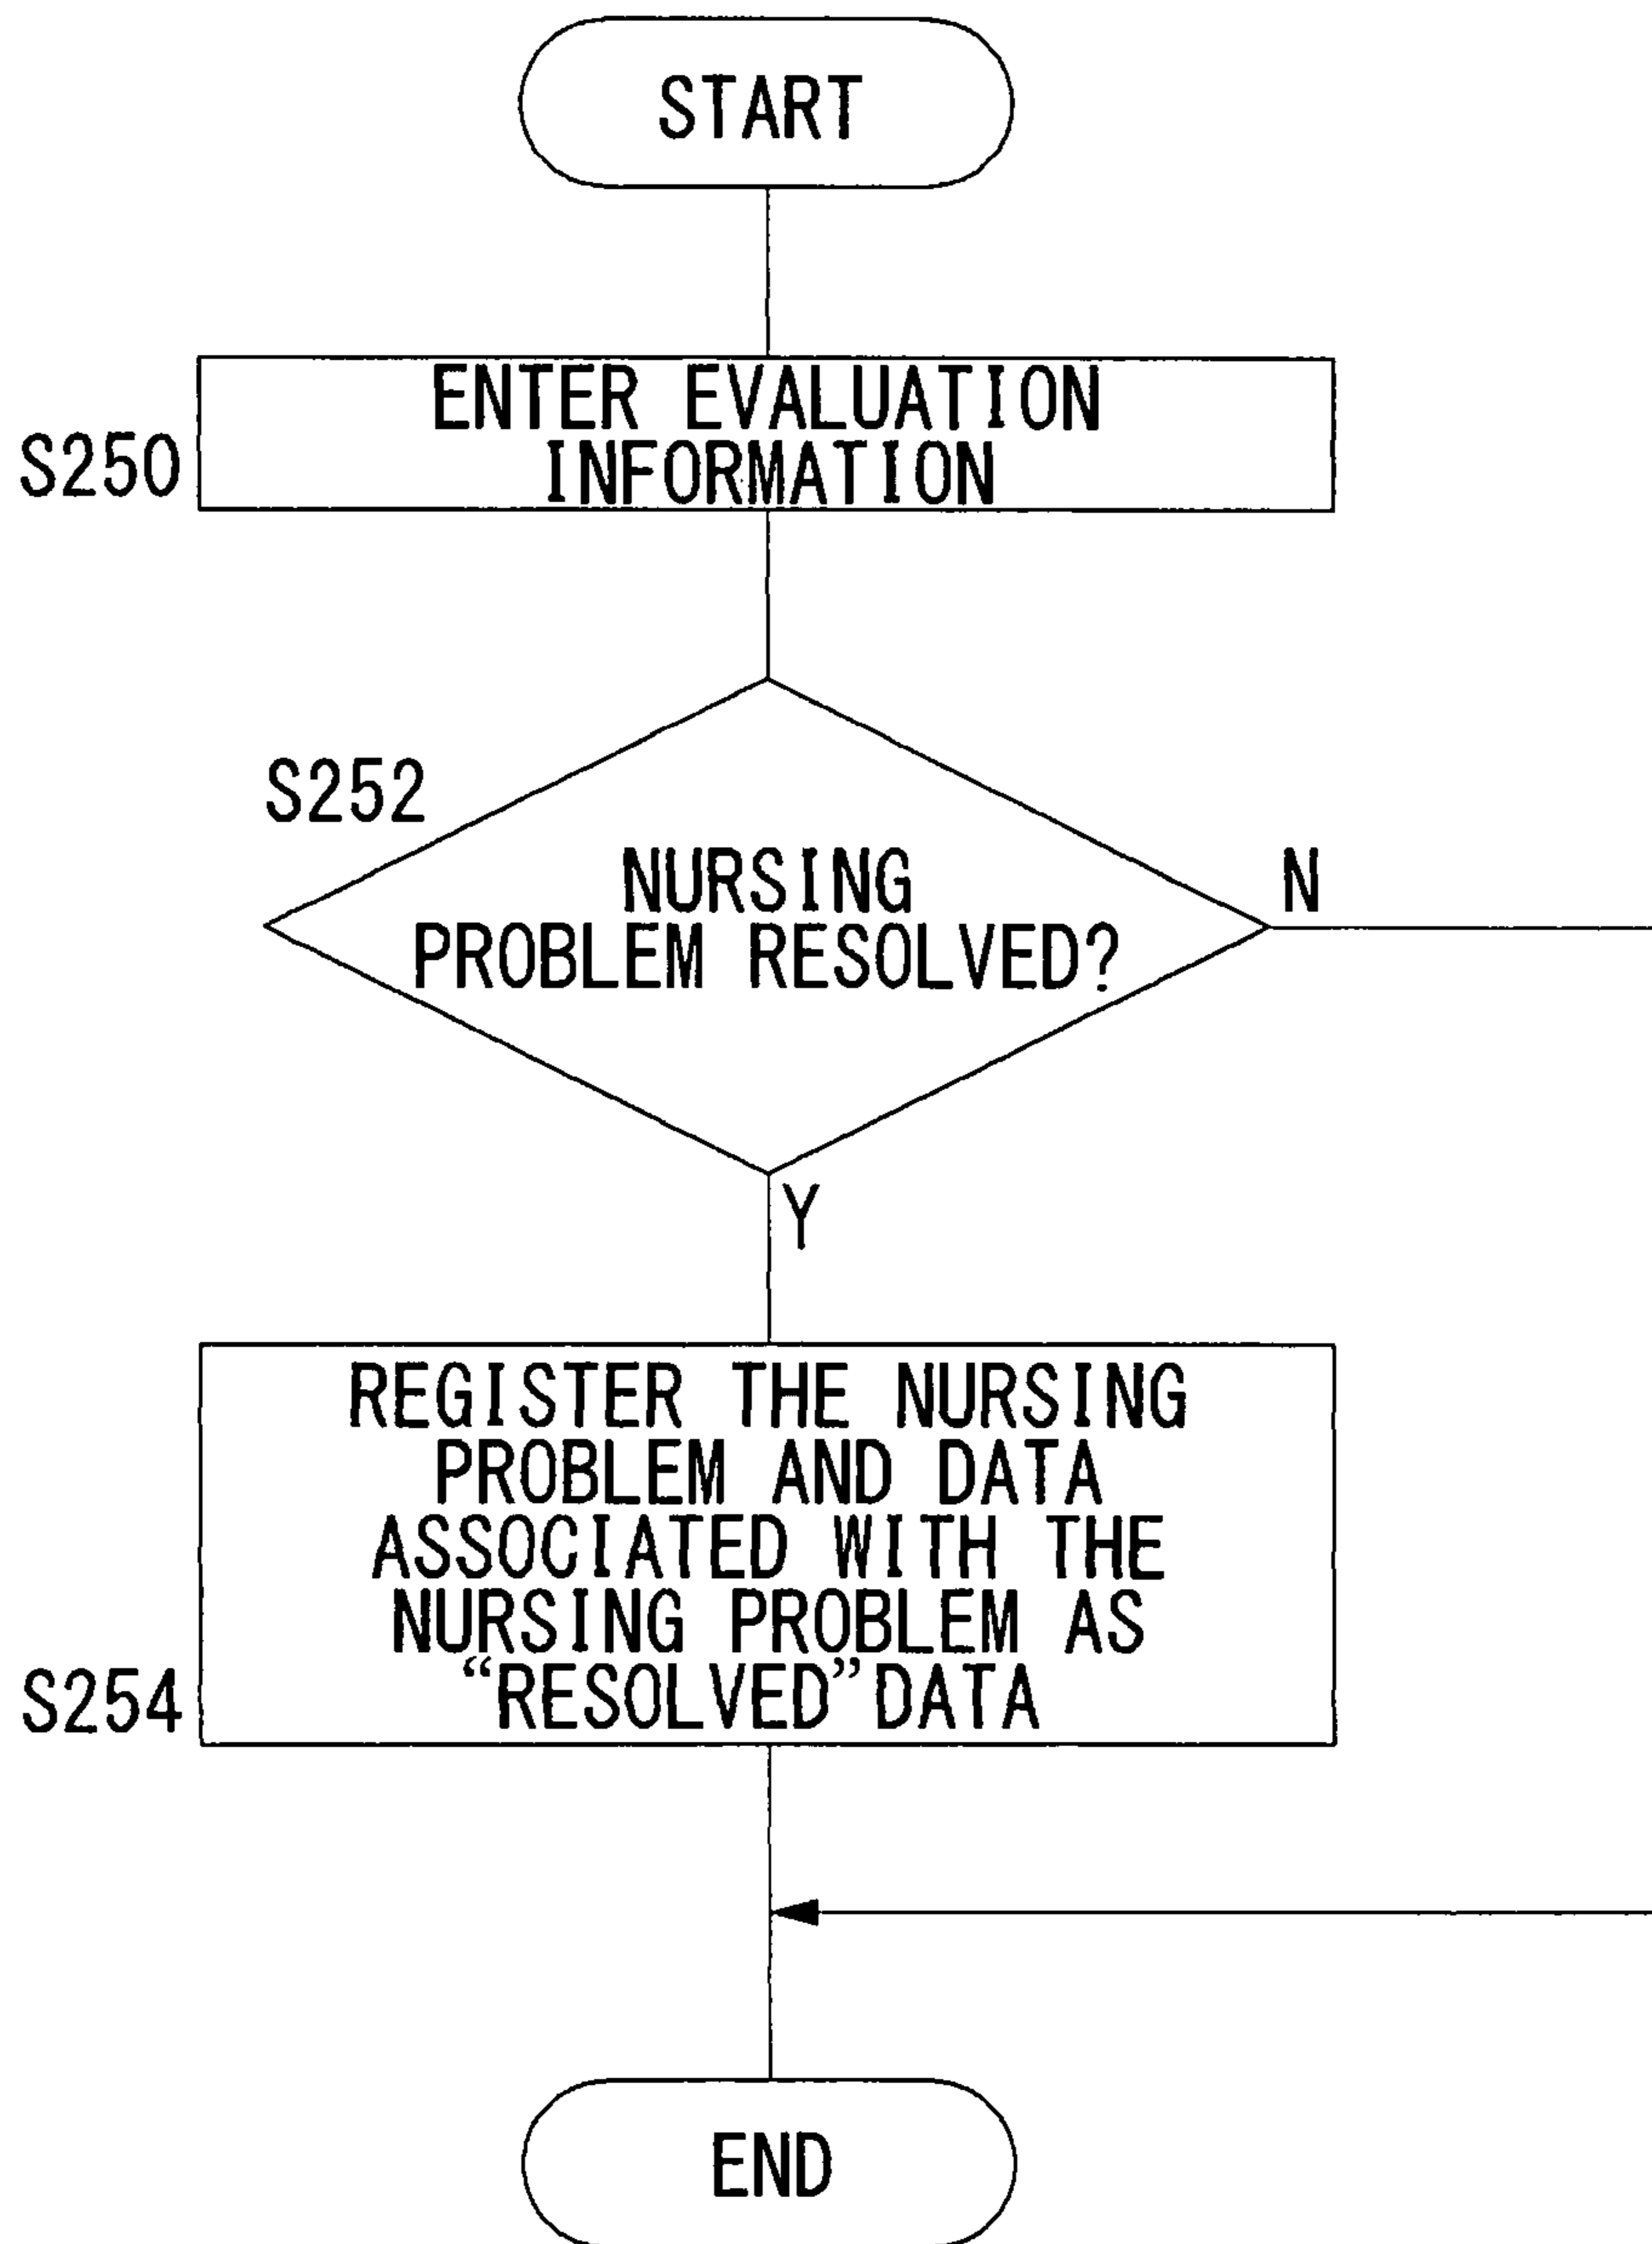 START
ENTER EVALUATION
INFORMATION
S250
S252
NURSING
PROBLEM RESOLVED?
N
Y
REGISTER THE NURSING
PROBLEM AND DATA
ASSOCIATED WITH THE
NURSING PROBLEM AS
“RESOLVED”DATA
S254
END